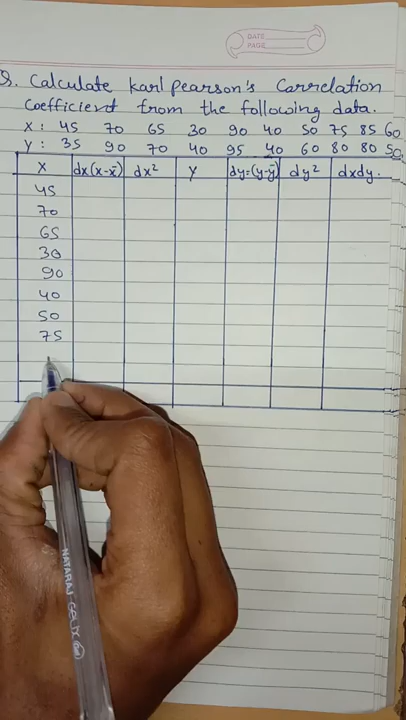 DATE
PAGE
Q. Calculate Karl Pearson's Correlation
Coefficient from the following data.
X: 45 70 65 30 90 40 50 75 85 60
Y: 35 90 70 40 95 40 60 80 80 50
X dx(x-x̄) dx² Y dy=(y-ȳ) dy² dxdy.
45
70
65
30
90
40
50
75
NATARAJ GELIX